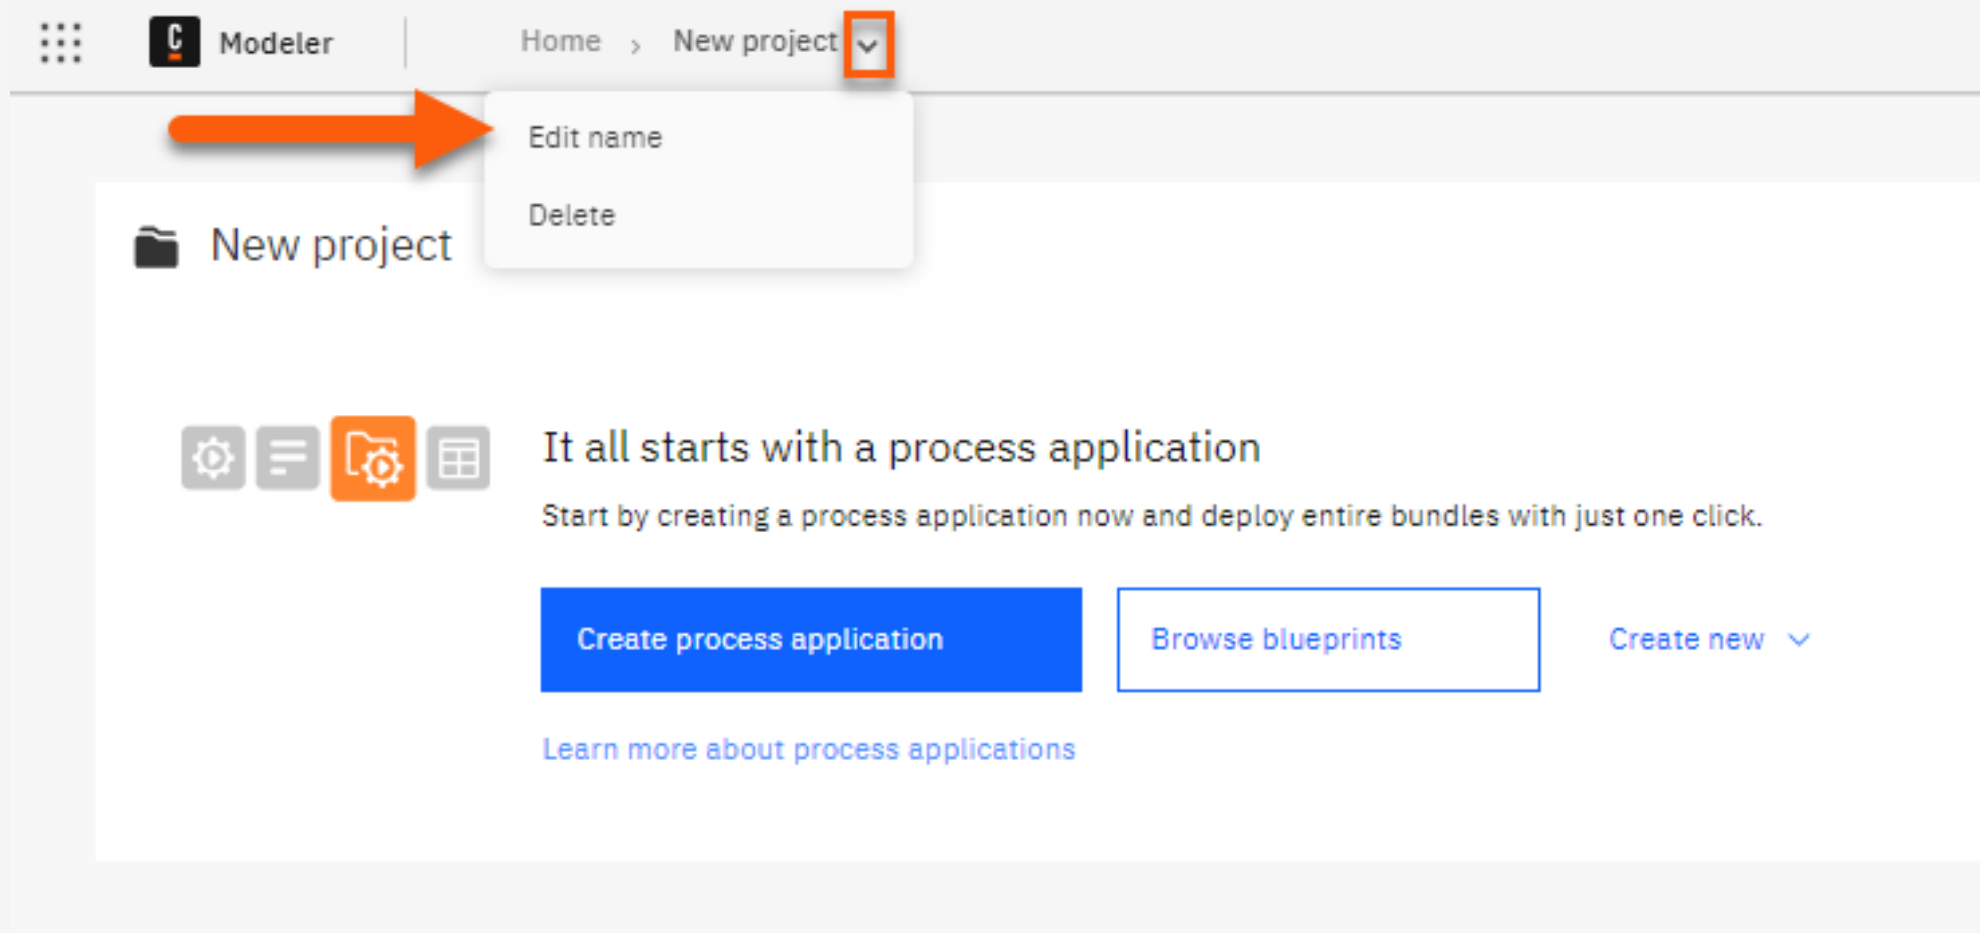 C Modeler Home > New project
Edit name
Delete
New project
It all starts with a process application
Start by creating a process application now and deploy entire bundles with just one click.
Create process application Browse blueprints Create new
Learn more about process applications